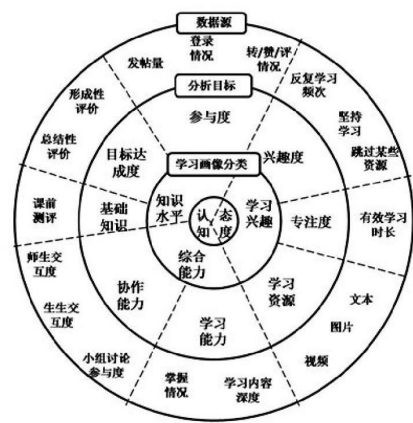 数据源
发帖量
登录
情况
转/赞/评
情况
反复学习
频次
坚持
学习
跳过某些
资源
有效学习
时长
文本
图片
视频
学习内容
深度
掌握
情况
小组讨论
参与度
生生交
互度
师生交
互度
课前
测评
总结性
评价
形成性
评价
分析目标
参与度
兴趣度
专注度
学习
资源
学习
能力
协作
能力
基础
知识
目标达
成度
学习画像分类
知识
水平
学习
兴趣
综合
能力
认
知
态
度